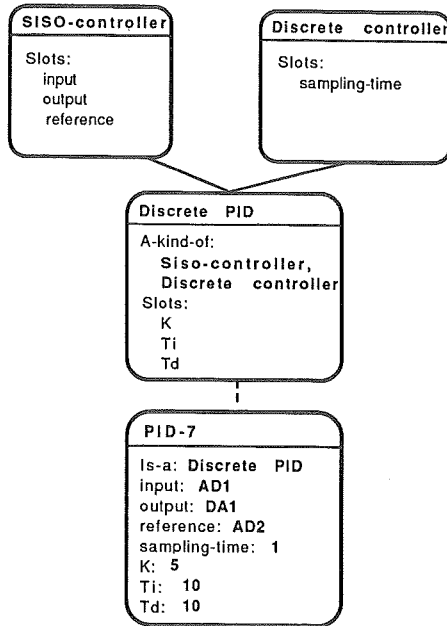 SISO-controller
Slots:
input
output
reference
Discrete controller
Slots:
sampling-time
Discrete PID
A-kind-of:
Siso-controller,
Discrete controller
Slots:
K
Ti
Td
PID-7
Is-a: Discrete PID
input: AD1
output: DA1
reference: AD2
sampling-time: 1
K: 5
Ti: 10
Td: 10